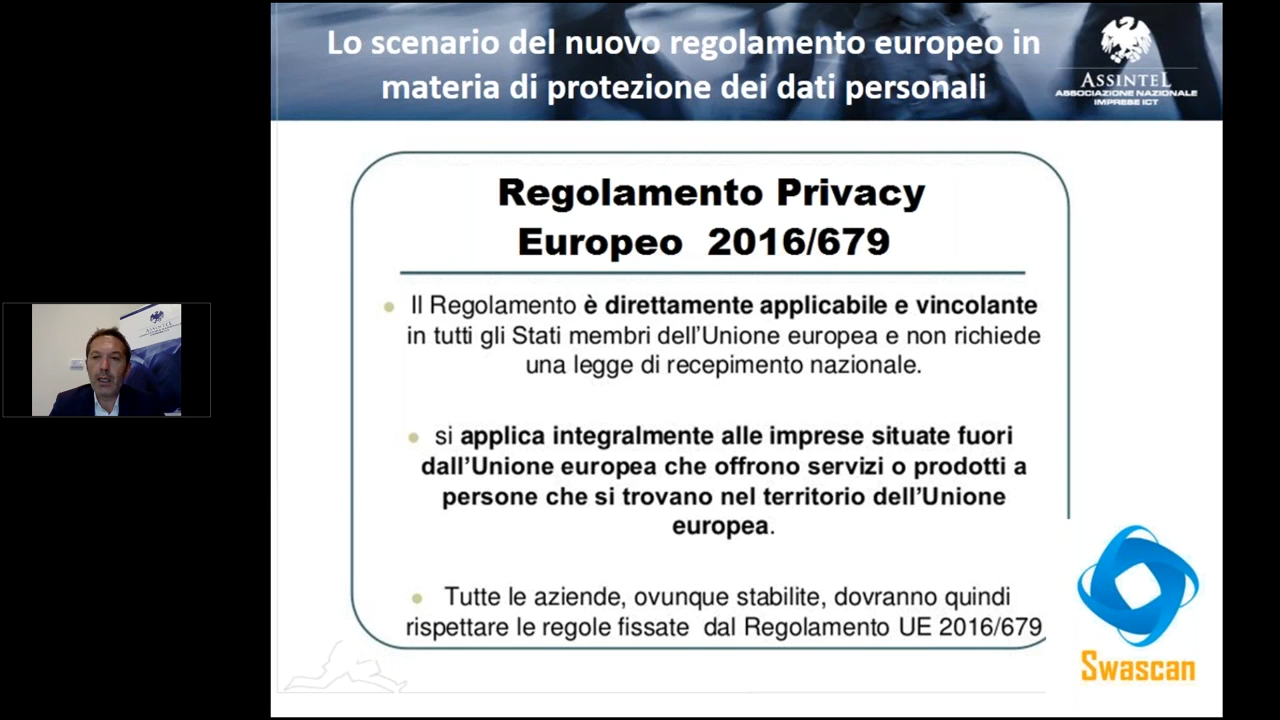 Lo scenario del nuovo regolamento europeo in
materia di protezione dei dati personali
ASSINTEL
ASSOCIAZIONE NAZIONALE
IMPRESE ICT
Regolamento Privacy
Europeo 2016/679
Il Regolamento è direttamente applicabile e vincolante
in tutti gli Stati membri dell'Unione europea e non richiede
una legge di recepimento nazionale.
si applica integralmente alle imprese situate fuori
dall'Unione europea che offrono servizi o prodotti a
persone che si trovano nel territorio dell'Unione
europea.
Tutte le aziende, ovunque stabilite, dovranno quindi
rispettare le regole fissate dal Regolamento UE 2016/679
Swascan
ASSINTEL